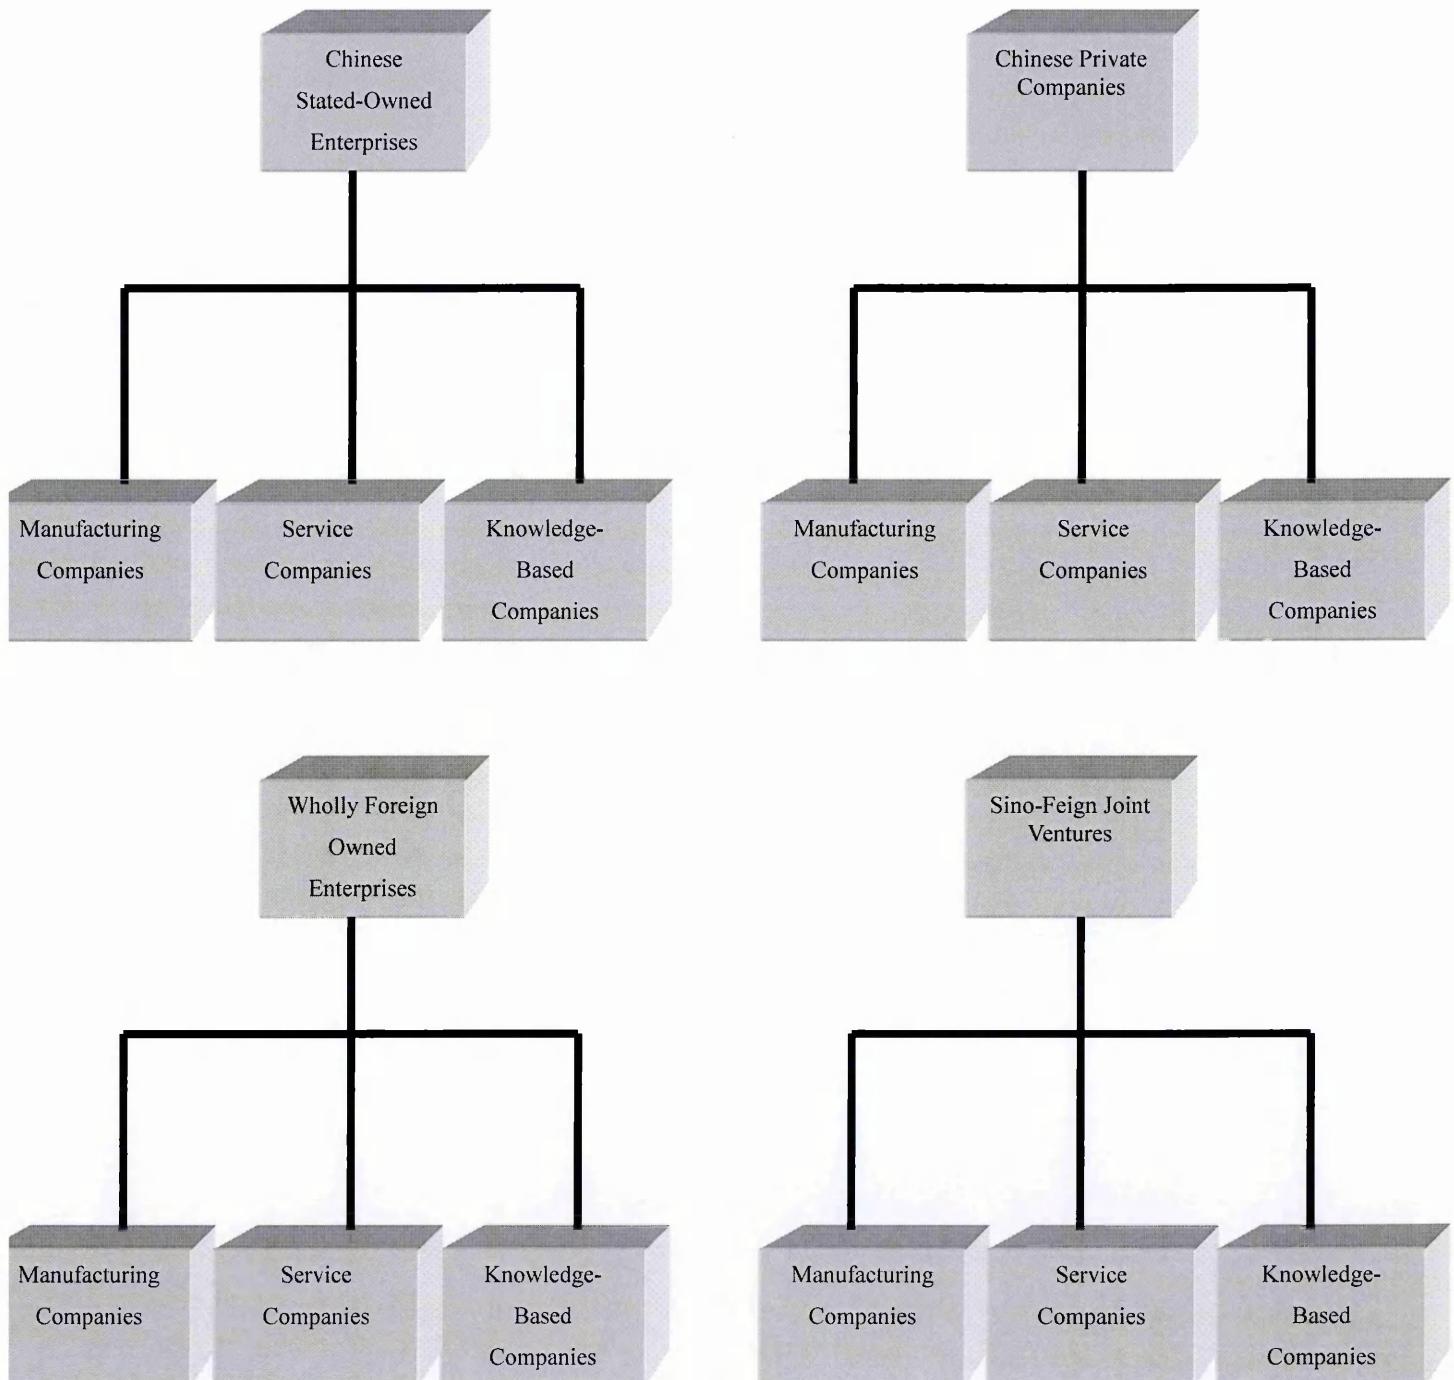 Chinese
Stated-Owned
Enterprises
Chinese Private
Companies
Manufacturing
Companies
Service
Companies
Knowledge-
Based
Companies
Manufacturing
Companies
Service
Companies
Knowledge-
Based
Companies
Wholly Foreign
Owned
Enterprises
Sino-Feign Joint
Ventures
Manufacturing
Companies
Service
Companies
Knowledge-
Based
Companies
Manufacturing
Companies
Service
Companies
Knowledge-
Based
Companies